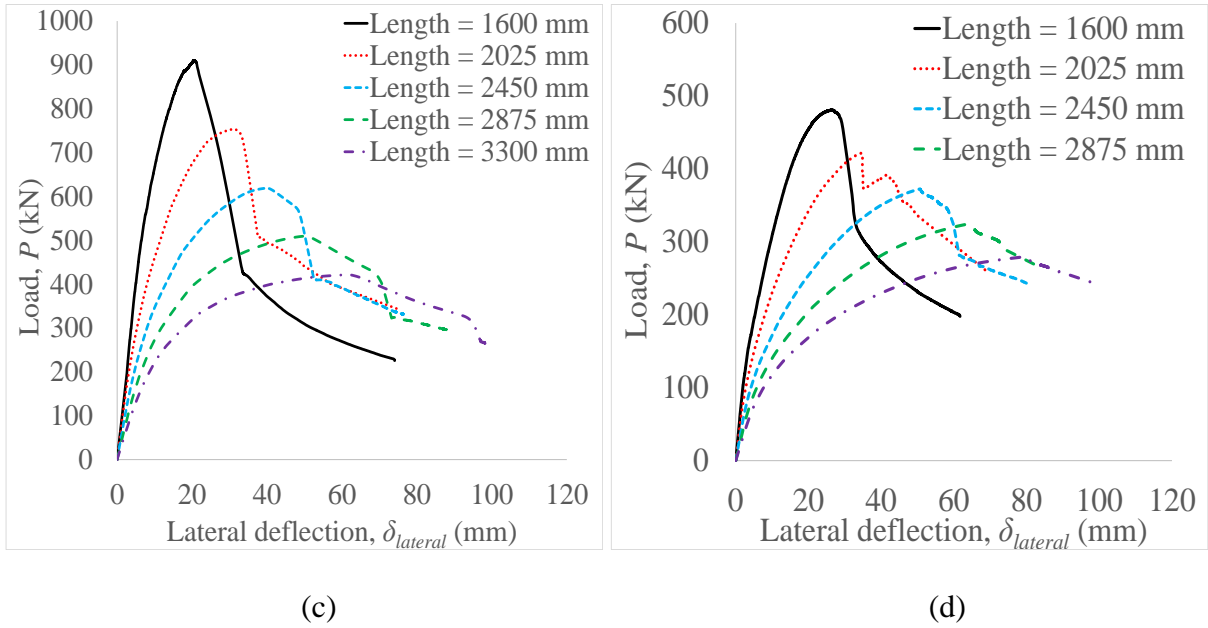 1000
900
800
700
600
500
400
300
200
100
0
Load, P (kN)
Length = 1600 mm
Length = 2025 mm
Length = 2450 mm
Length = 2875 mm
Length = 3300 mm
0 20 40 60 80 100 120
Lateral deflection, δlateral (mm)
(c)
600
500
400
300
200
100
0
Load, P (kN)
Length = 1600 mm
Length = 2025 mm
Length = 2450 mm
Length = 2875 mm
0 20 40 60 80 100 120
Lateral deflection, δlateral (mm)
(d)